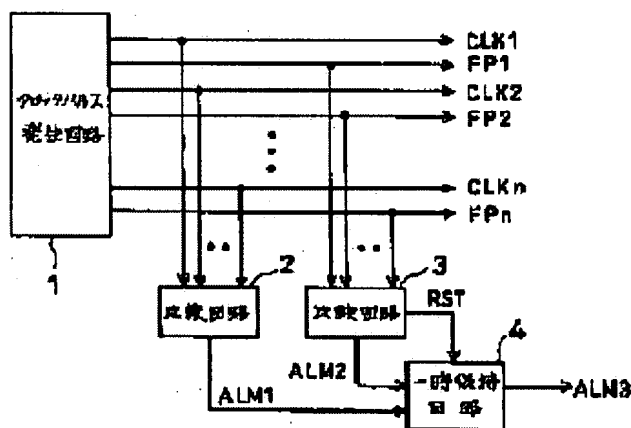 CLK1
FP1
クロックパルス
発生回路
CLK2
FP2
CLKn
FPn
1
2
3
比較回路
比較回路
RST
4
ALM2
一時保持
回路
ALM3
ALM1